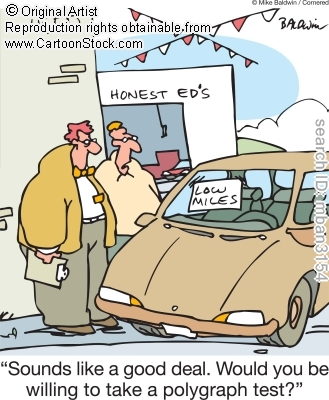 © Original Artist
Reproduction rights obtainable from
www.CartoonStock.com
© Mike Baldwin / Cornered
BALDWIN
HONEST ED'S
LOW
MILES
search ID: mban3154
“Sounds like a good deal. Would you be
willing to take a polygraph test?”